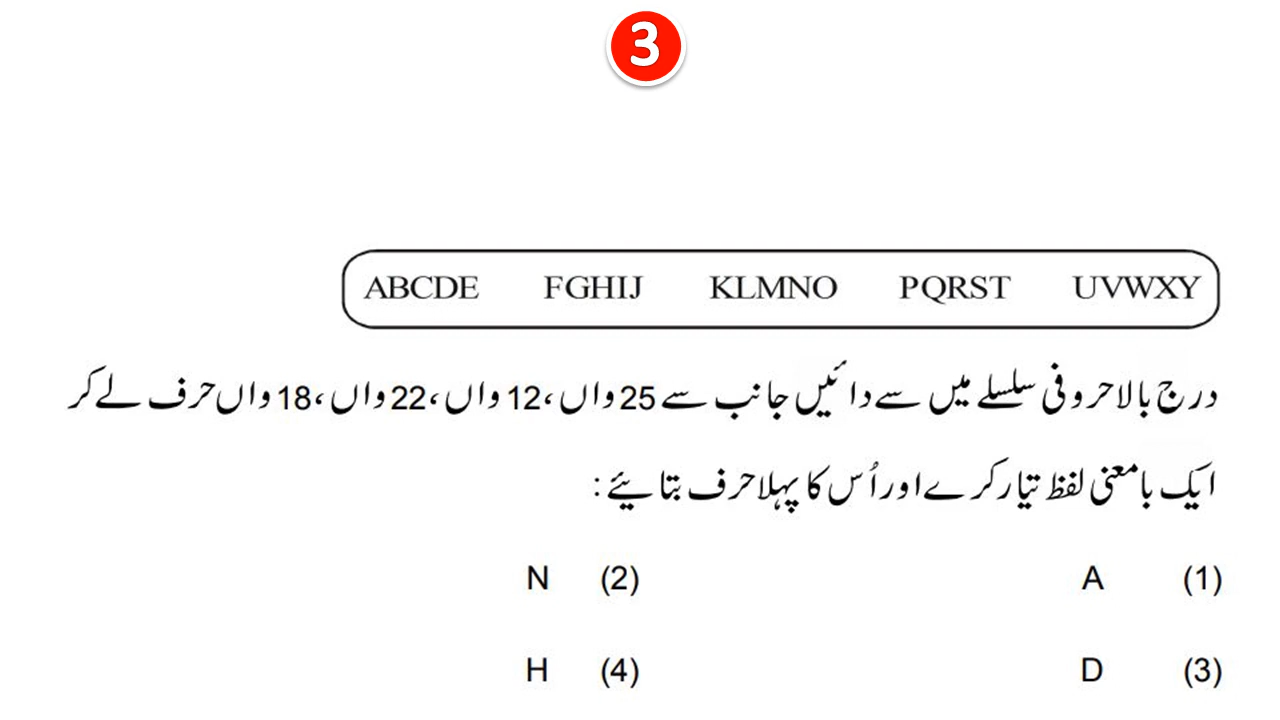 3
ABCDE FGHIJ KLMNO PQRST UVWXY
درج بالا حروفی سلسلے میں سے دائیں جانب سے 25 واں، 12 واں، 22 واں، 18 واں حرف لے کر
ایک بامعنی لفظ تیار کرے اور اُس کا پہلا حرف بتایئے :
(1) A (2) N
(3) D (4) H